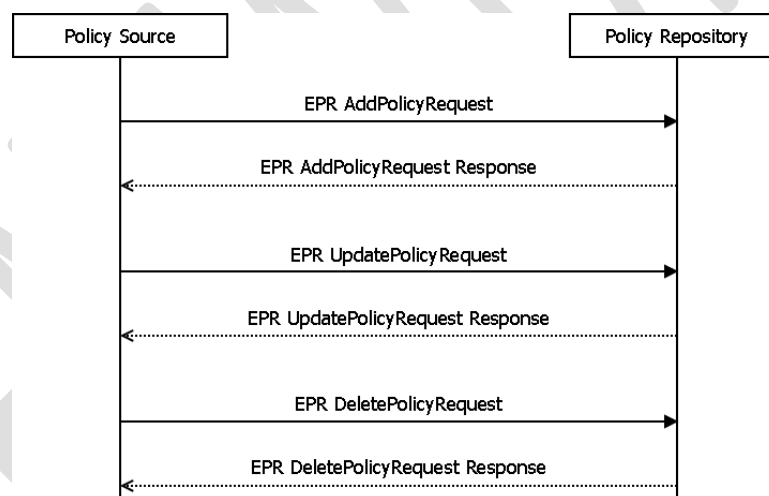 Policy Source
Policy Repository
EPR AddPolicyRequest
EPR AddPolicyRequest Response
EPR UpdatePolicyRequest
EPR UpdatePolicyRequest Response
EPR DeletePolicyRequest
EPR DeletePolicyRequest Response